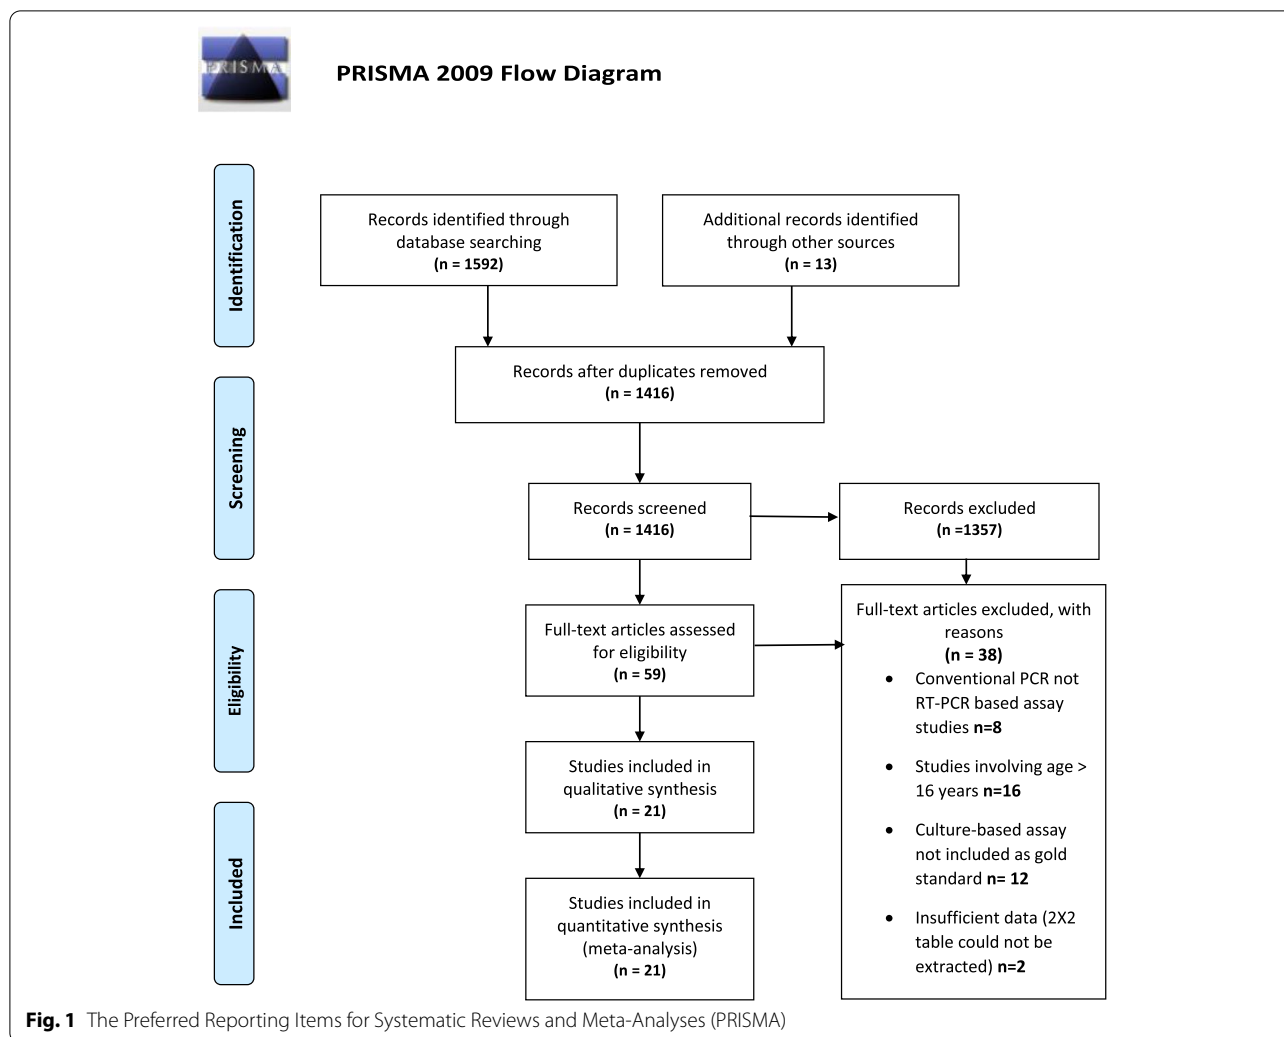 PRISMA
PRISMA 2009 Flow Diagram
Identification
Records identified through
database searching
(n = 1592)
Additional records identified
through other sources
(n = 13)
Records after duplicates removed
(n = 1416)
Screening
Records screened
(n = 1416)
Records excluded
(n =1357)
Eligibility
Full-text articles assessed
for eligibility
(n = 59)
Full-text articles excluded, with
reasons
(n = 38)
• Conventional PCR not
RT-PCR based assay
studies n=8
• Studies involving age >
16 years n=16
• Culture-based assay
not included as gold
standard n= 12
• Insufficient data (2X2
table could not be
extracted) n=2
Studies included in
qualitative synthesis
(n = 21)
Included
Studies included in
quantitative synthesis
(meta-analysis)
(n = 21)
Fig. 1 The Preferred Reporting Items for Systematic Reviews and Meta-Analyses (PRISMA)